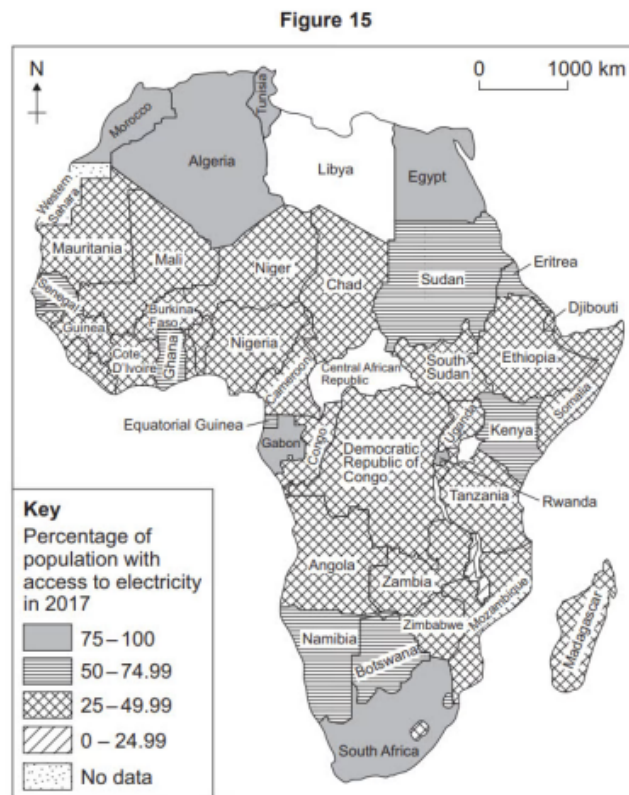 Figure 15
N
0 1000 km
Morocco
Tunisia
Algeria
Libya
Egypt
Western
Sahara
Mauritania
Mali
Niger
Chad
Sudan
Eritrea
Djibouti
Senegal
Guinea
Burkina
Faso
Cote
D'Ivoire
Ghana
Nigeria
Cameroon
Central African
Republic
South
Sudan
Ethiopia
Somalia
Equatorial Guinea
Gabon
Congo
Democratic
Republic of
Congo
Uganda
Kenya
Rwanda
Tanzania
Angola
Zambia
Mozambique
Zimbabwe
Madagascar
Namibia
Botswana
South Africa
Key
Percentage of
population with
access to electricity
in 2017
75–100
50–74.99
25–49.99
0–24.99
No data